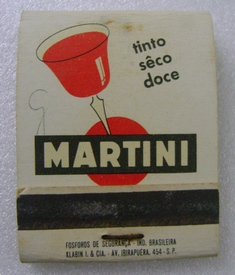 tinto
sêco
doce
MARTINI
FOSFOROS DE SEGURANÇA - IND. BRASILEIRA
KLABIN I. & CIA. - AV. IBIRAPUERA, 454 - S. P.